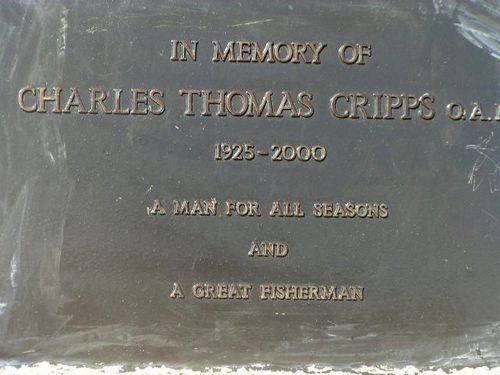 IN MEMORY OF
CHARLES THOMAS CRIPPS
1925-2000
A MAN FOR ALL SEASONS
AND
A GREAT FISHERMAN